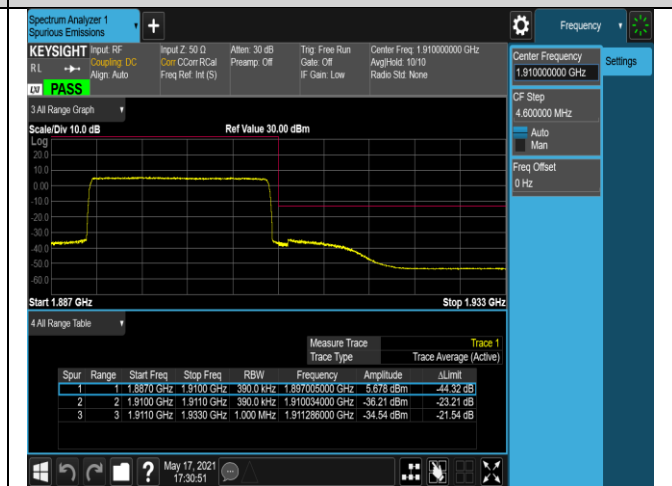 Spectrum Analyzer 1
Spurious Emissions
+
Frequency
KEYSIGHT Input: RF Input Z: 50 Ω Atten: 30 dB Trig: Free Run Center Freq: 1.910000000 GHz
RL Coupling: DC Corr CCorr RCal Preamp: Off Gate: Off Avg|Hold: 10/10
Align: Auto Freq Ref: Int (S) IF Gain: Low Radio Std: None
LXI PASS
Center Frequency
1.910000000 GHz
Settings
CF Step
4.600000 MHz
Auto
Man
Freq Offset
0 Hz
3 All Range Graph
Scale/Div 10.0 dB Ref Value 30.00 dBm
Log
20.0
10.0
0.00
-10.0
-20.0
-30.0
-40.0
-50.0
-60.0
Start 1.887 GHz Stop 1.933 GHz
4 All Range Table
Measure Trace Trace 1
Trace Type Trace Average (Active)
Spur Range Start Freq Stop Freq RBW Frequency Amplitude ΔLimit
1 1 1.8870 GHz 1.9100 GHz 390.0 kHz 1.897005000 GHz 5.678 dBm -44.32 dB
2 2 1.9100 GHz 1.9110 GHz 390.0 kHz 1.910034000 GHz -36.21 dBm -23.21 dB
3 3 1.9110 GHz 1.9330 GHz 1.000 MHz 1.911286000 GHz -34.54 dBm -21.54 dB
? May 17, 2021
17:30:51